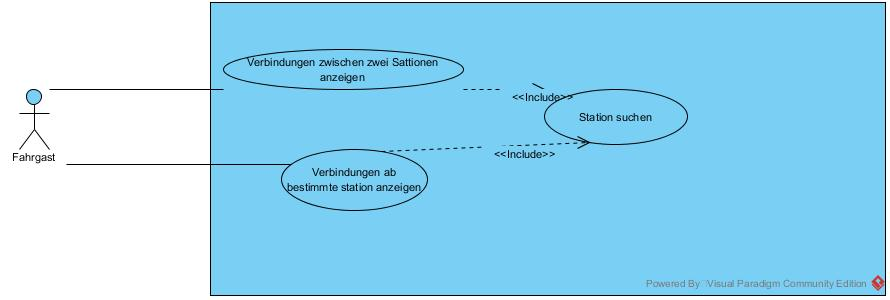 Verbindungen zwischen zwei Sattionen
anzeigen
<<Include>>
Station suchen
Fahrgast
<<Include>>
Verbindungen ab
bestimmte station anzeigen
Powered By Visual Paradigm Community Edition